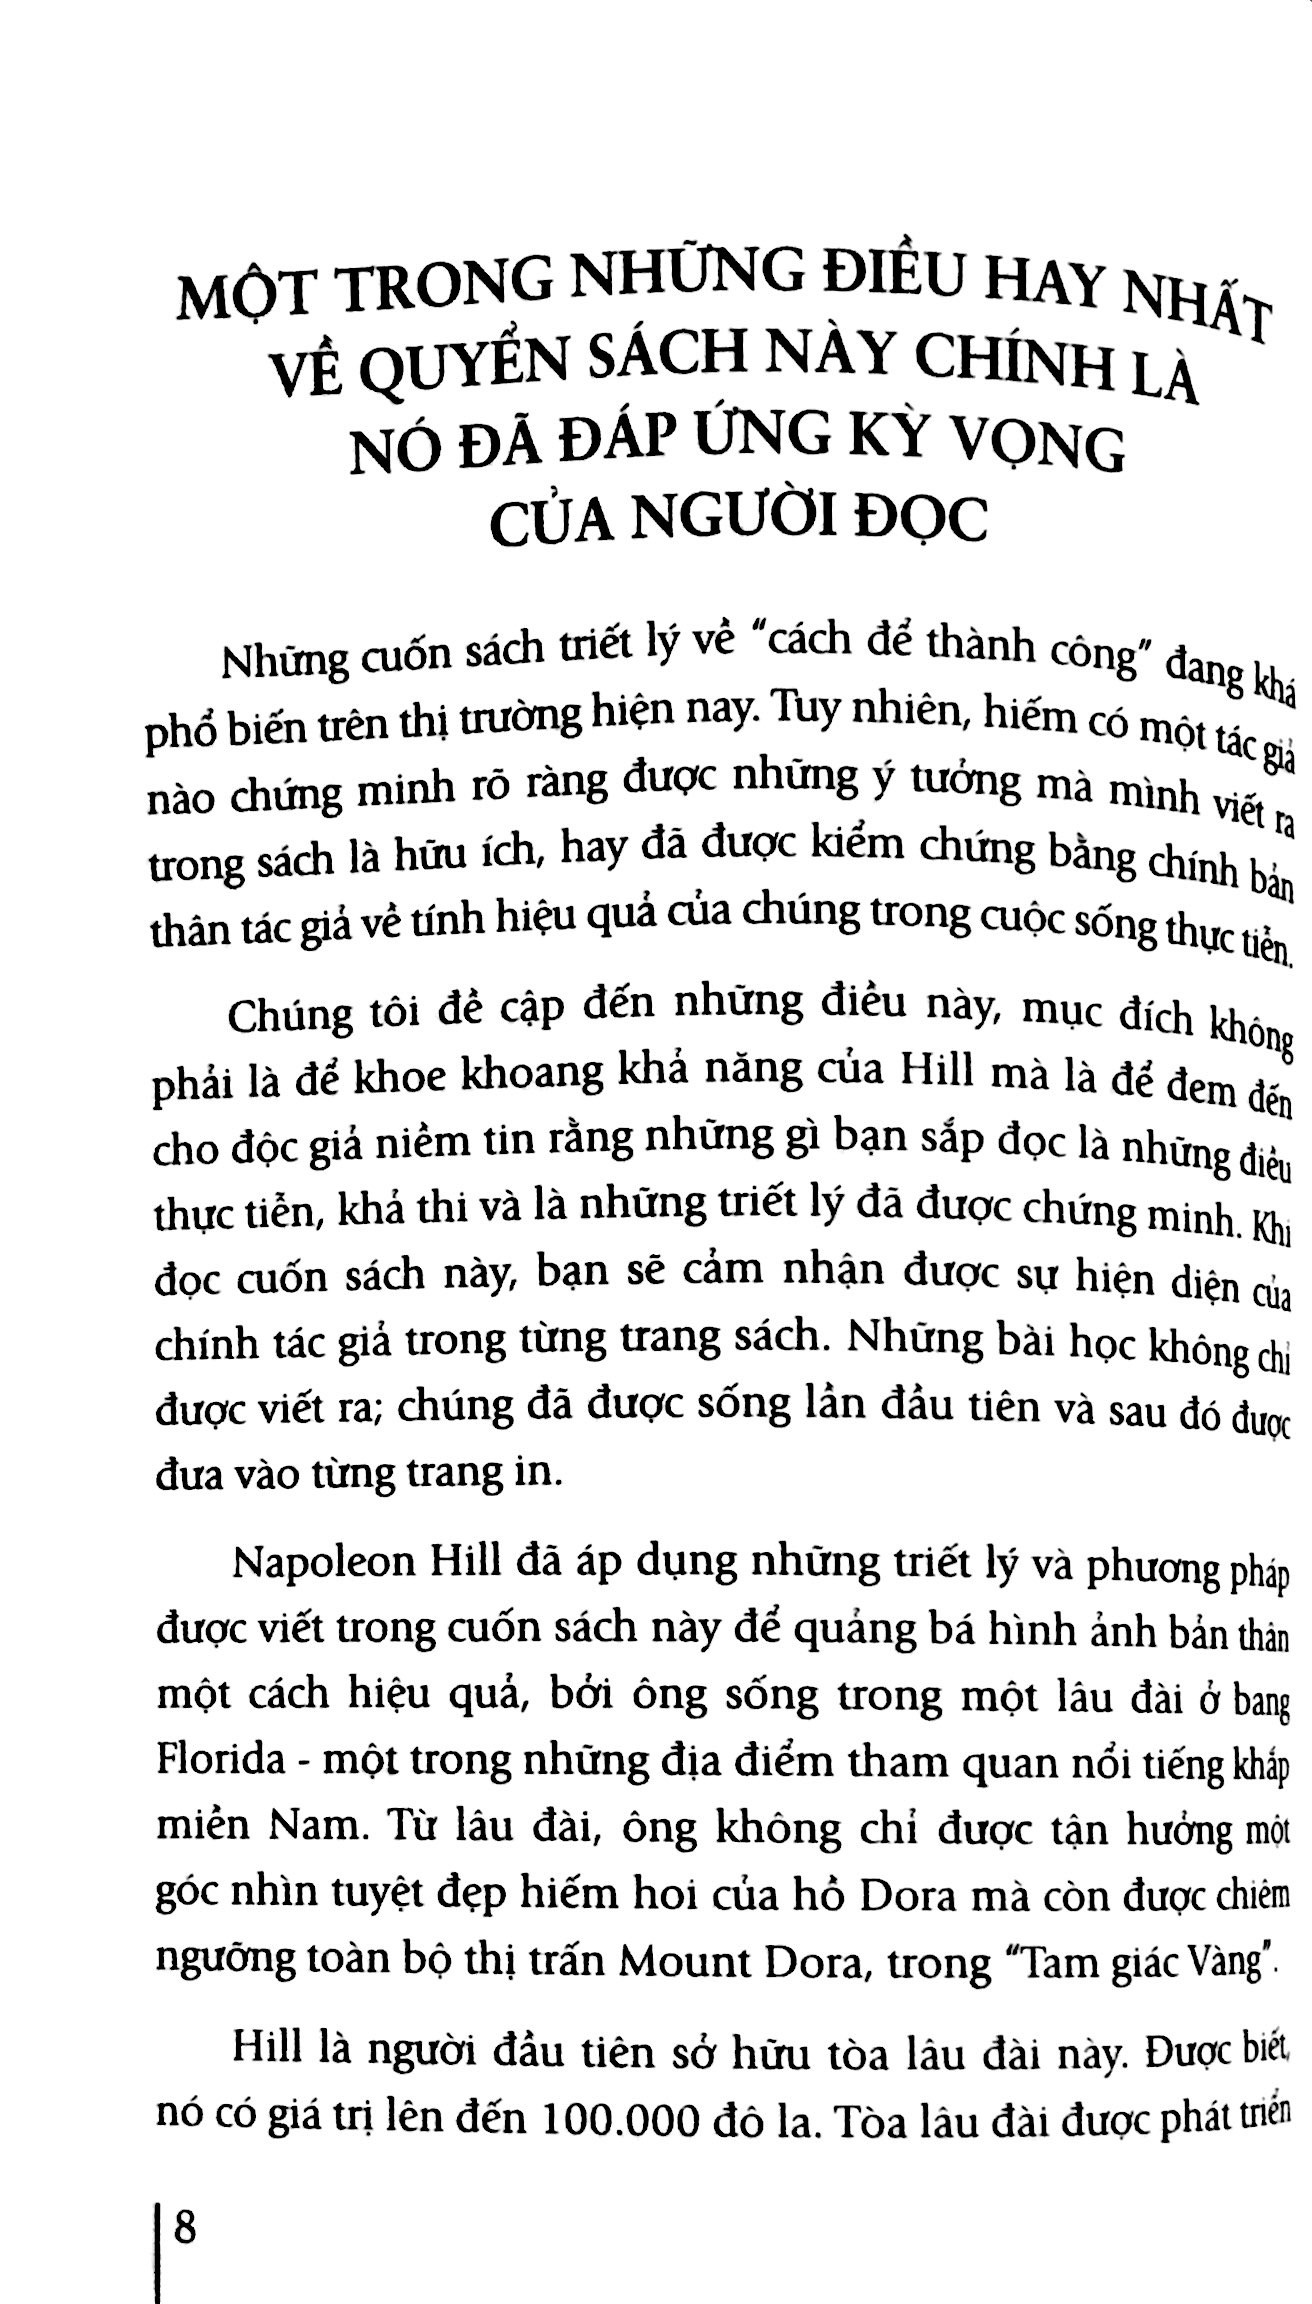 MỘT TRONG NHỮNG ĐIỀU HAY NHẤT
VỀ QUYỂN SÁCH NÀY CHÍNH LÀ
NÓ ĐÃ ĐÁP ỨNG KỲ VỌNG
CỦA NGƯỜI ĐỌC
Những cuốn sách triết lý về “cách để thành công” đang khá
phổ biến trên thị trường hiện nay. Tuy nhiên, hiếm có một tác giả
nào chứng minh rõ ràng được những ý tưởng mà mình viết ra
trong sách là hữu ích, hay đã được kiểm chứng bằng chính bản
thân tác giả về tính hiệu quả của chúng trong cuộc sống thực tiễn.
Chúng tôi đề cập đến những điều này, mục đích không
phải là để khoe khoang khả năng của Hill mà là để đem đến
cho độc giả niềm tin rằng những gì bạn sắp đọc là những điều
thực tiễn, khả thi và là những triết lý đã được chứng minh. Khi
đọc cuốn sách này, bạn sẽ cảm nhận được sự hiện diện của
chính tác giả trong từng trang sách. Những bài học không chỉ
được viết ra; chúng đã được sống lần đầu tiên và sau đó được
đưa vào từng trang in.
Napoleon Hill đã áp dụng những triết lý và phương pháp
được viết trong cuốn sách này để quảng bá hình ảnh bản thân
một cách hiệu quả, bởi ông sống trong một lâu đài ở bang
Florida - một trong những địa điểm tham quan nổi tiếng khắp
miền Nam. Từ lâu đài, ông không chỉ được tận hưởng một
góc nhìn tuyệt đẹp hiếm hoi của hồ Dora mà còn được chiêm
ngưỡng toàn bộ thị trấn Mount Dora, trong “Tam giác Vàng”.
Hill là người đầu tiên sở hữu tòa lâu đài này. Được biết,
nó có giá trị lên đến 100.000 đô la. Tòa lâu đài được phát triển
8